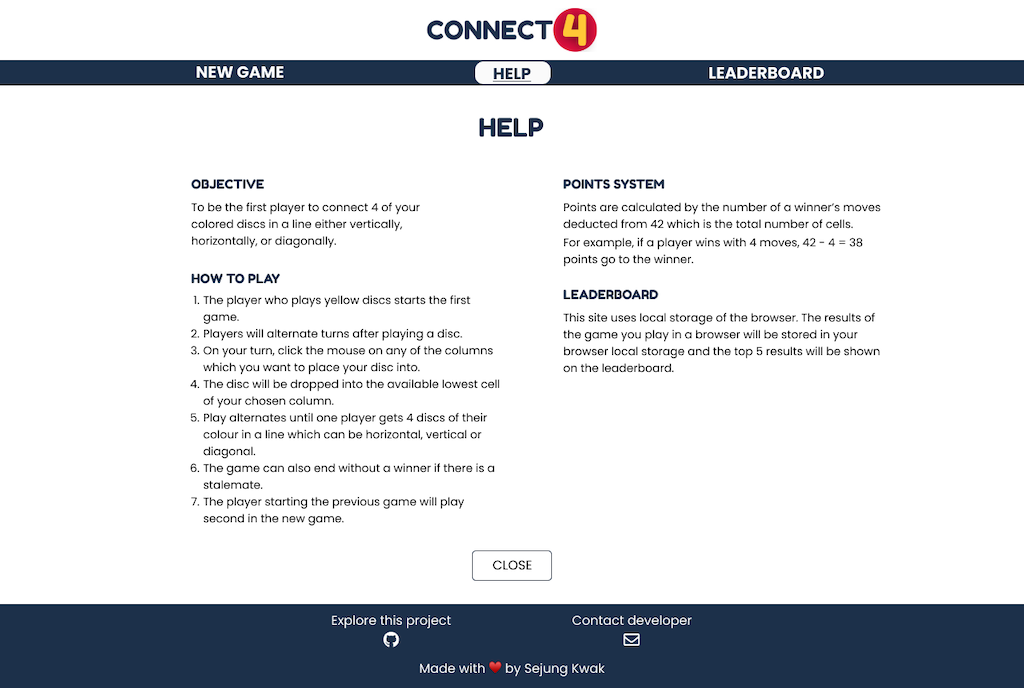 CONNECT 4
NEW GAME
HELP
LEADERBOARD
HELP
OBJECTIVE
To be the first player to connect 4 of your
colored discs in a line either vertically,
horizontally, or diagonally.
HOW TO PLAY
1. The player who plays yellow discs starts the first
game.
2. Players will alternate turns after playing a disc.
3. On your turn, click the mouse on any of the columns
which you want to place your disc into.
4. The disc will be dropped into the available lowest cell
of your chosen column.
5. Play alternates until one player gets 4 discs of their
colour in a line which can be horizontal, vertical or
diagonal.
6. The game can also end without a winner if there is a
stalemate.
7. The player starting the previous game will play
second in the new game.
POINTS SYSTEM
Points are calculated by the number of a winner’s moves
deducted from 42 which is the total number of cells.
For example, if a player wins with 4 moves, 42 - 4 = 38
points go to the winner.
LEADERBOARD
This site uses local storage of the browser. The results of
the game you play in a browser will be stored in your
browser local storage and the top 5 results will be shown
on the leaderboard.
CLOSE
Explore this project
Contact developer
Made with ❤️ by Sejung Kwak